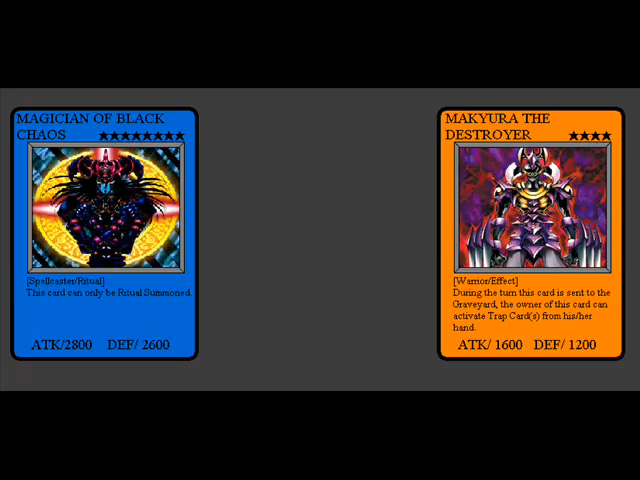 MAGICIAN OF BLACK
CHAOS ★★★★★★★★
[Spellcaster/Ritual]
This card can only be Ritual Summoned.
ATK/2800 DEF/ 2600
MAKYURA THE
DESTROYER ★★★★
[Warrior/Effect]
During the turn this card is sent to the
Graveyard, the owner of this card can
activate Trap Card(s) from his/her
hand.
ATK/ 1600 DEF/ 1200